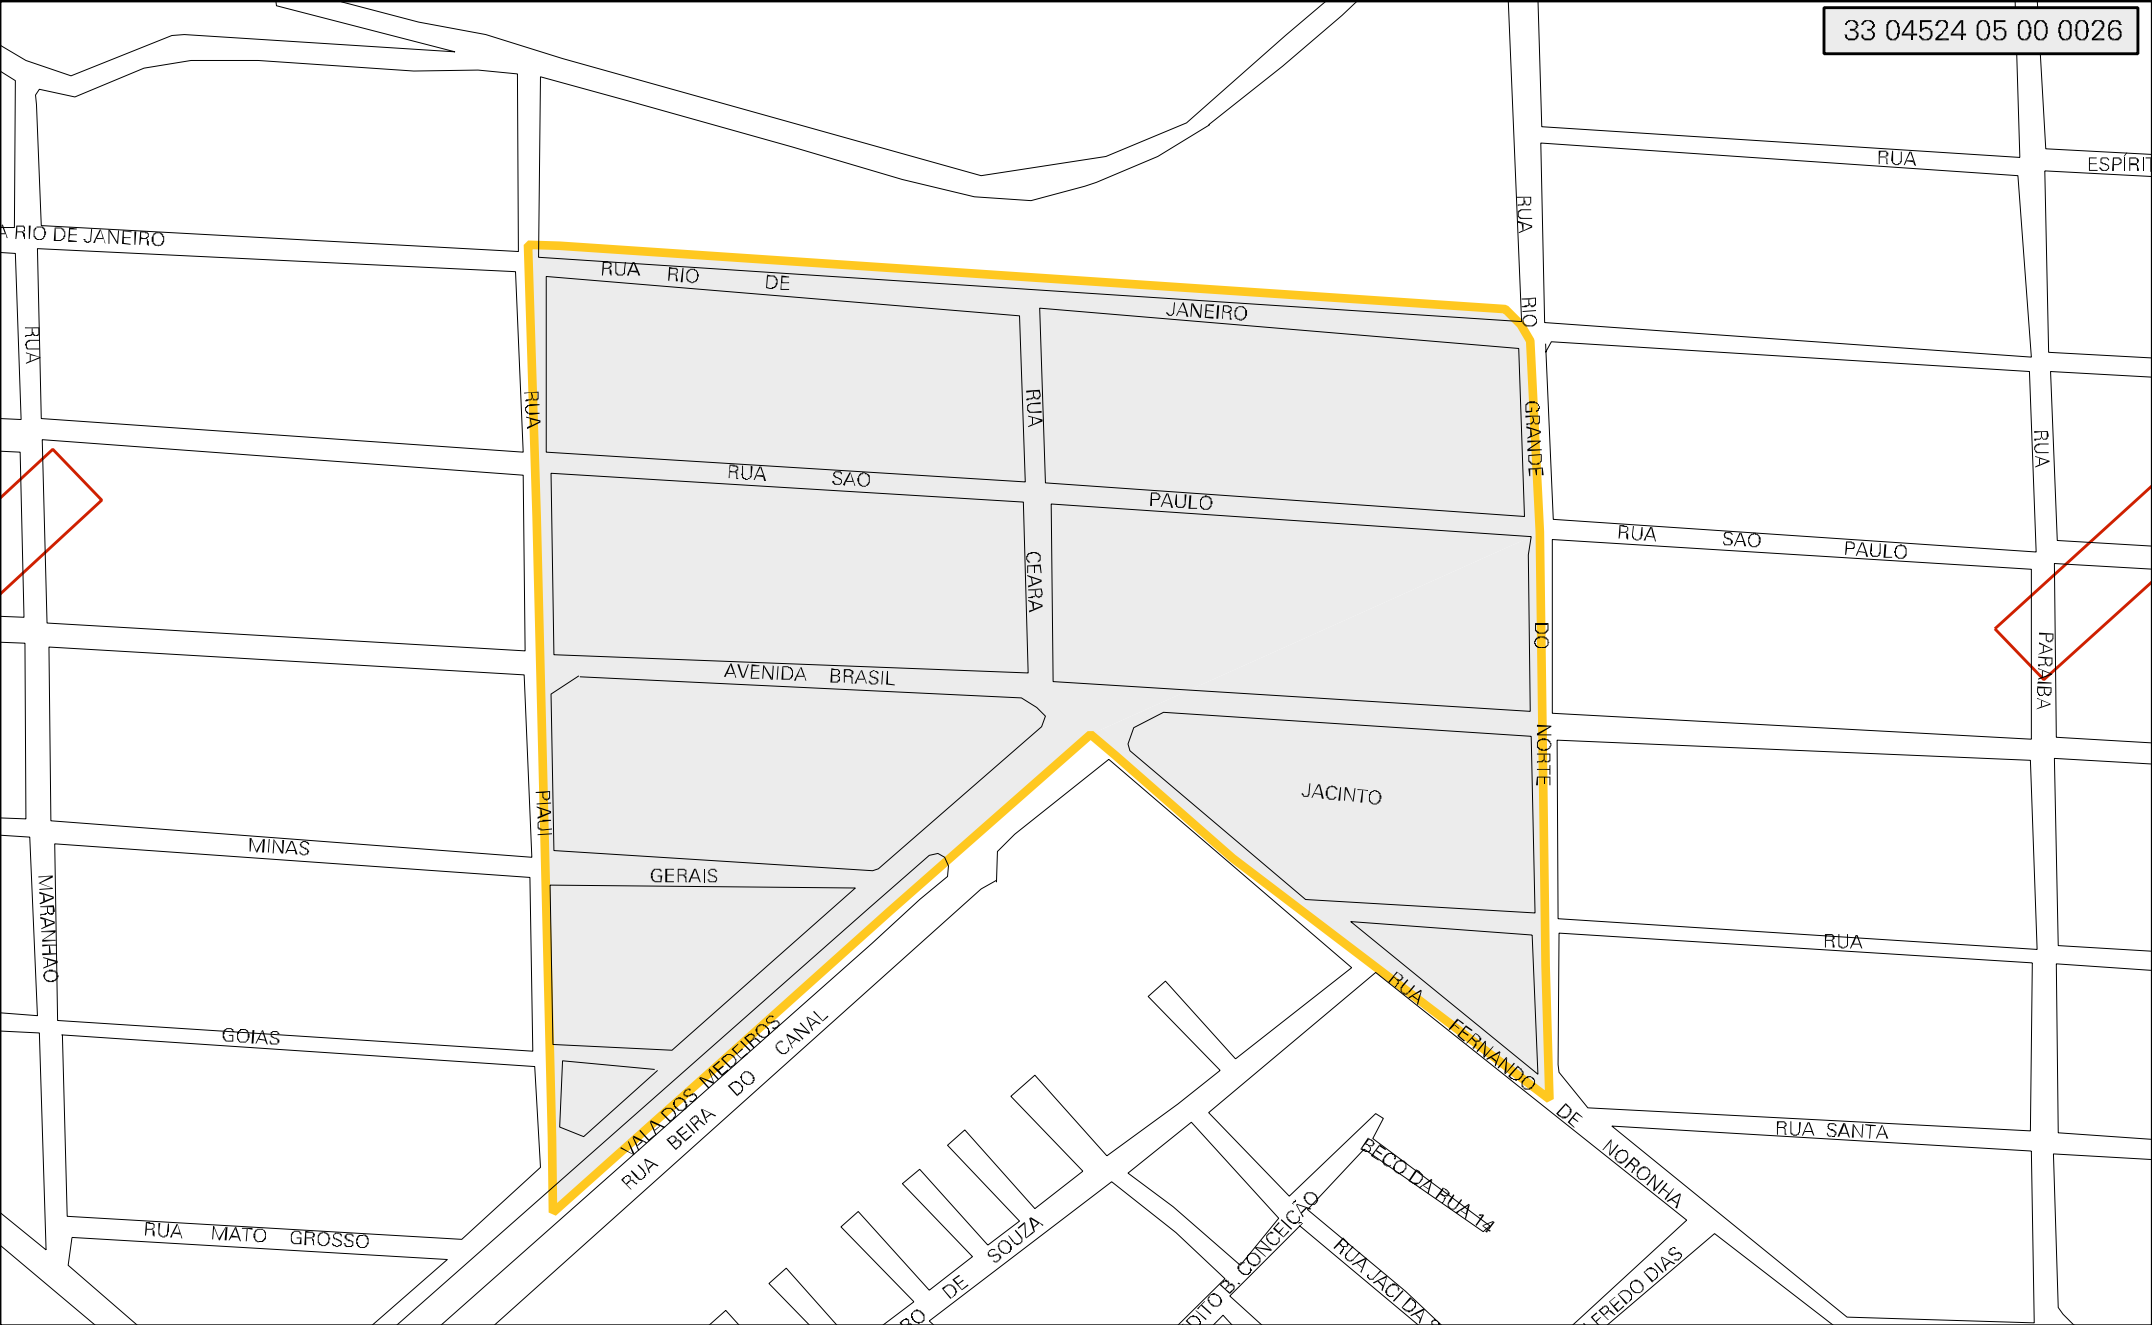 33 04524 05 00 0026
RUA
RUA
RIO DE JANEIRO
RUA RIO DE JANEIRO
RUA
RUA PIAUI
RUA CEARA
RUA RIO GRANDE DO NORTE
RUA PARAIBA
RUA SAO PAULO
RUA SAO PAULO
AVENIDA BRASIL
JACINTO
MINAS GERAIS
MARANHAO
RUA
GOIAS
RUA FERNANDO DE NORONHA
VALA DOS MEDEIROS
RUA BEIRA DO CANAL
RUA SANTA
BECO DA RUA 14
RUA MATO GROSSO
DE SOUZA
B. CONCEIÇÃO
RUA JACI DA
DIAS